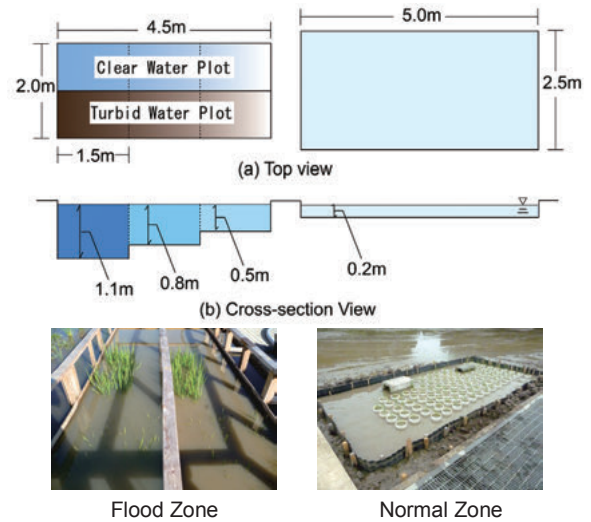 4.5m
5.0m
2.0m
Clear Water Plot
Turbid Water Plot
2.5m
1.5m
(a) Top view
1.1m
0.8m
0.5m
0.2m
(b) Cross-section View
Flood Zone
Normal Zone